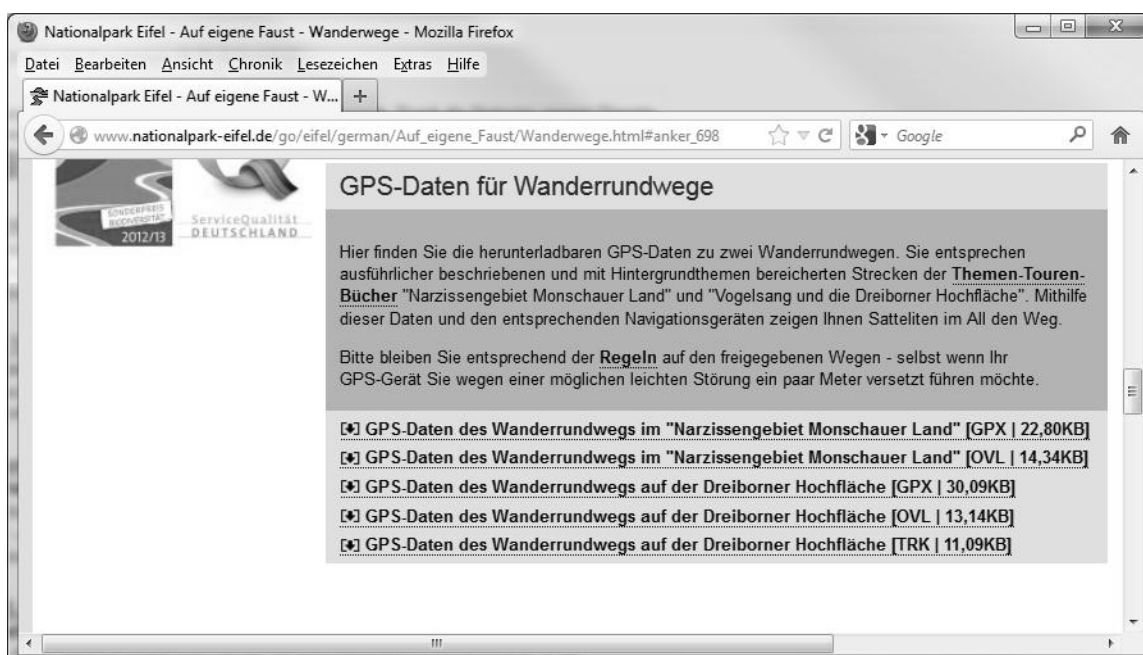 Nationalpark Eifel - Auf eigene Faust - Wanderwege - Mozilla Firefox
Datei Bearbeiten Ansicht Chronik Lesezeichen Extras Hilfe
Nationalpark Eifel - Auf eigene Faust - W... +
www.nationalpark-eifel.de/go/eifel/german/Auf_eigene_Faust/Wanderwege.html#anker_698 Google
SONDERPREIS
BIODIVERSITÄT
2012/13
ServiceQualität
DEUTSCHLAND
GPS-Daten für Wanderrundwege
Hier finden Sie die herunterladbaren GPS-Daten zu zwei Wanderrundwegen. Sie entsprechen
ausführlicher beschriebenen und mit Hintergrundthemen bereicherten Strecken der Themen-Touren-
Bücher "Narzissengebiet Monschauer Land" und "Vogelsang und die Dreiborner Hochfläche". Mithilfe
dieser Daten und den entsprechenden Navigationsgeräten zeigen Ihnen Satteliten im All den Weg.
Bitte bleiben Sie entsprechend der Regeln auf den freigegebenen Wegen - selbst wenn Ihr
GPS-Gerät Sie wegen einer möglichen leichten Störung ein paar Meter versetzt führen möchte.
GPS-Daten des Wanderrundwegs im "Narzissengebiet Monschauer Land" [GPX | 22,80KB]
GPS-Daten des Wanderrundwegs im "Narzissengebiet Monschauer Land" [OVL | 14,34KB]
GPS-Daten des Wanderrundwegs auf der Dreiborner Hochfläche [GPX | 30,09KB]
GPS-Daten des Wanderrundwegs auf der Dreiborner Hochfläche [OVL | 13,14KB]
GPS-Daten des Wanderrundwegs auf der Dreiborner Hochfläche [TRK | 11,09KB]